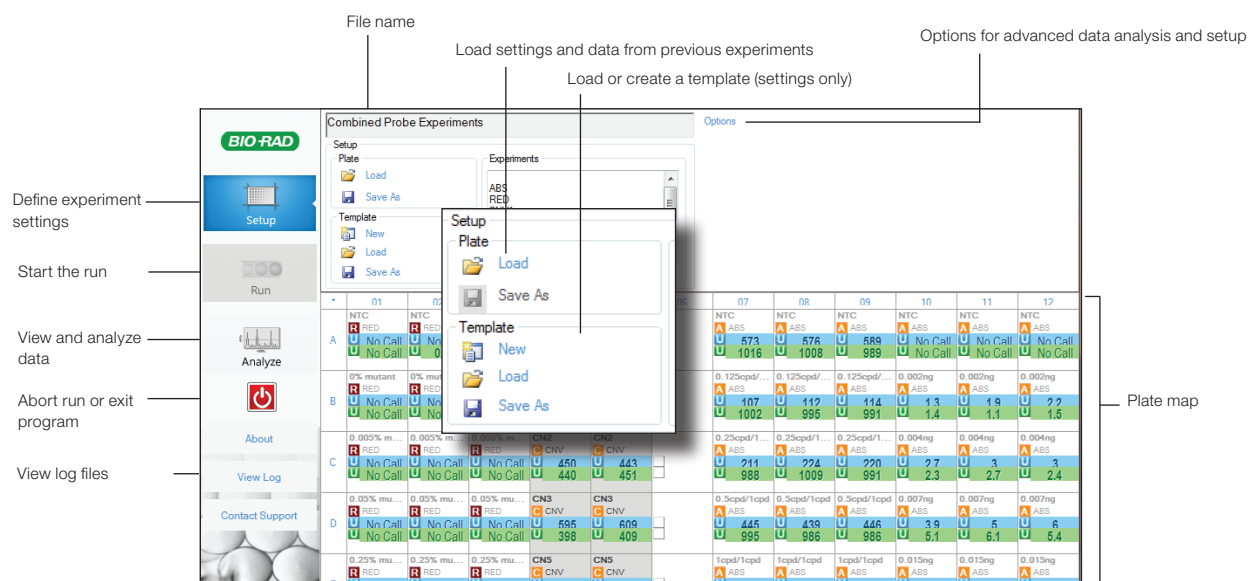 File name
Options for advanced data analysis and setup
Load settings and data from previous experiments
Load or create a template (settings only)
BIO-RAD
Combined Probe Experiments
Options
Setup
Plate
Load
Save As
Experiments
ABS
RED
Template
New
Load
Save As
Setup
Plate
Load
Save As
Template
New
Load
Save As
Define experiment
settings
Setup
Start the run
Run
View and analyze
data
Analyze
Abort run or exit
program
About
View log files
View Log
Contact Support
Plate map
* 01 02 06 07 08 09 10 11 12
NTC NTC NTC NTC NTC NTC NTC NTC
A R RED R RED A ABS A ABS A ABS A ABS A ABS A ABS
U No Call U No U 573 U 576 U 589 U No Call U No Call U No Call
U No Call U 0 U 1016 U 1008 U 989 U No Call U No Call U No Call
0% mutant 0% mut 0.125cpd/... 0.125cpd/... 0.125cpd/... 0.002ng 0.002ng 0.002ng
B R RED R RED A ABS A ABS A ABS A ABS A ABS A ABS
U No Call U No U 107 U 112 U 114 U 1.3 U 1.9 U 2.2
U No Call U No U 1002 U 995 U 991 U 1.4 U 1.1 U 1.5
0.005% m... 0.005% m... 0.005% m... CN2 CN2 0.25cpd/1... 0.25cpd/1... 0.25cpd/1... 0.004ng 0.004ng 0.004ng
C R RED R RED R RED C CNV C CNV A ABS A ABS A ABS A ABS A ABS A ABS
U No Call U No Call U No Call U 450 U 443 U 211 U 224 U 220 U 2.7 U 3 U 3
U No Call U No Call U No Call U 440 U 451 U 988 U 1009 U 991 U 2.3 U 2.7 U 2.4
0.05% mu... 0.05% mu... 0.05% mu... CN3 CN3 0.5cpd/1cpd 0.5cpd/1cpd 0.5cpd/1cpd 0.007ng 0.007ng 0.007ng
D R RED R RED R RED C CNV C CNV A ABS A ABS A ABS A ABS A ABS A ABS
U No Call U No Call U No Call U 595 U 609 U 445 U 439 U 446 U 3.9 U 5 U 6
U No Call U No Call U No Call U 398 U 409 U 995 U 986 U 986 U 5.1 U 6.1 U 5.4
0.25% mu... 0.25% mu... 0.25% mu... CN5 CN5 1cpd/1cpd 1cpd/1cpd 1cpd/1cpd 0.015ng 0.015ng 0.015ng
R RED R RED R RED C CNV C CNV A ABS A ABS A ABS A ABS A ABS A ABS